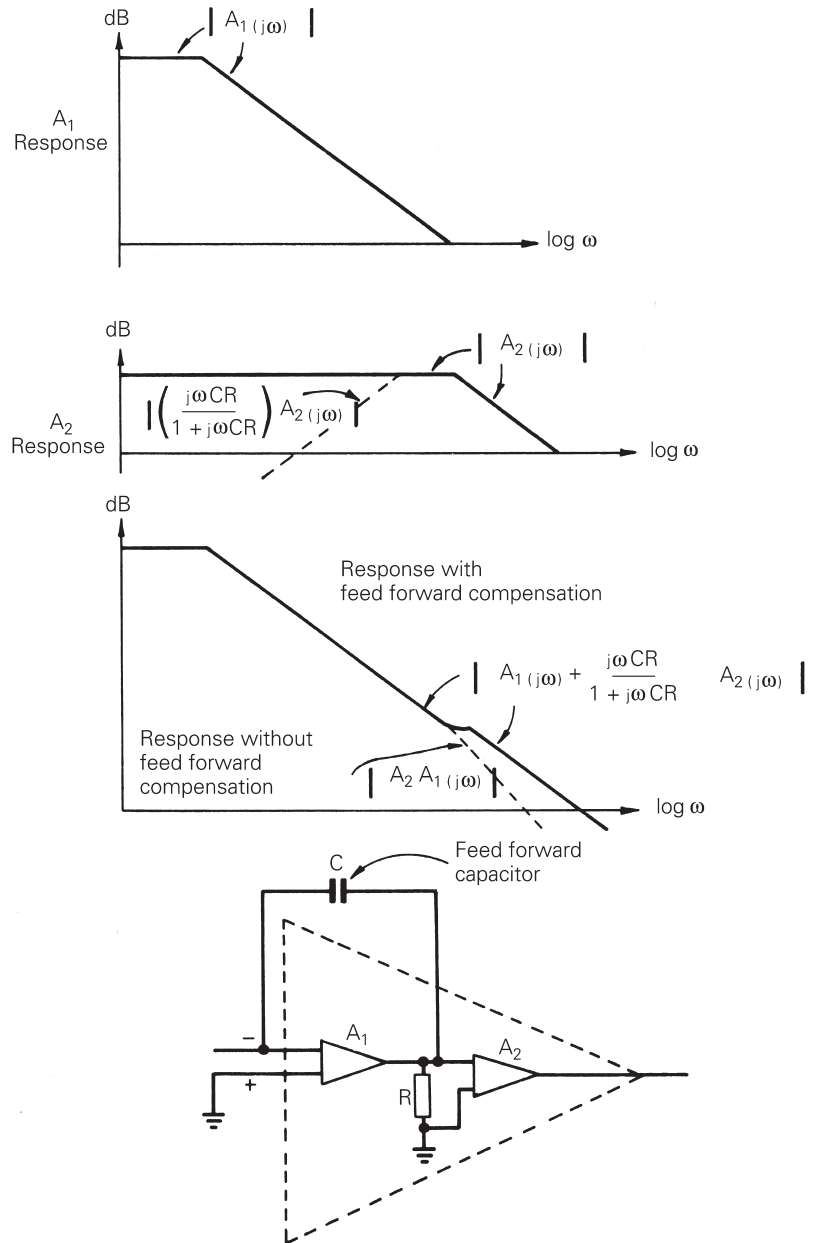 dB
| A1 (jω) |
A1
Response
log ω
dB
| A2 (jω) |
| ( jωCR / 1 + jωCR ) A2 (jω) |
A2
Response
log ω
dB
Response with
feed forward compensation
| A1 (jω) + jωCR / 1 + jωCR A2 (jω) |
Response without
feed forward
compensation
| A2 A1 (jω) |
log ω
C
Feed forward
capacitor
−
A1
A2
+
R